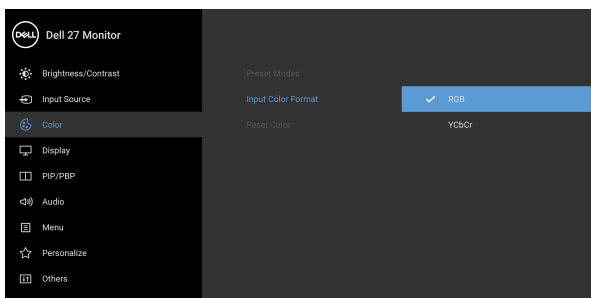 DELL Dell 27 Monitor
Brightness/Contrast Preset Modes
Input Source Input Color Format RGB
Color Reset Color YCbCr
Display
PIP/PBP
Audio
Menu
Personalize
Others